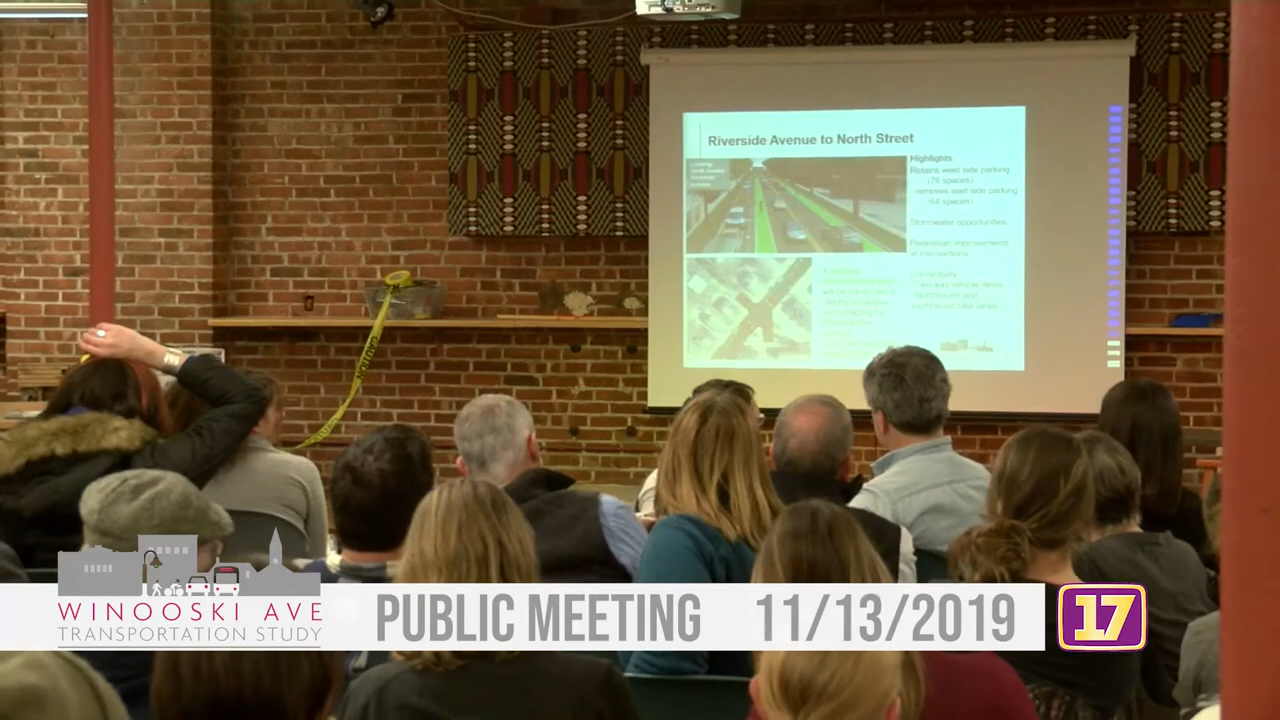 Riverside Avenue to North Street
Highlights
Retains west side parking
(76 spaces)
removes east side parking
(64 spaces)
Stormwater opportunities
Pedestrian improvements
at intersections
Connectivity
Two way vehicle lanes
Northbound and
southbound bike lanes
CAUTION
WINOOSKI AVE
TRANSPORTATION STUDY
PUBLIC MEETING 11/13/2019
17